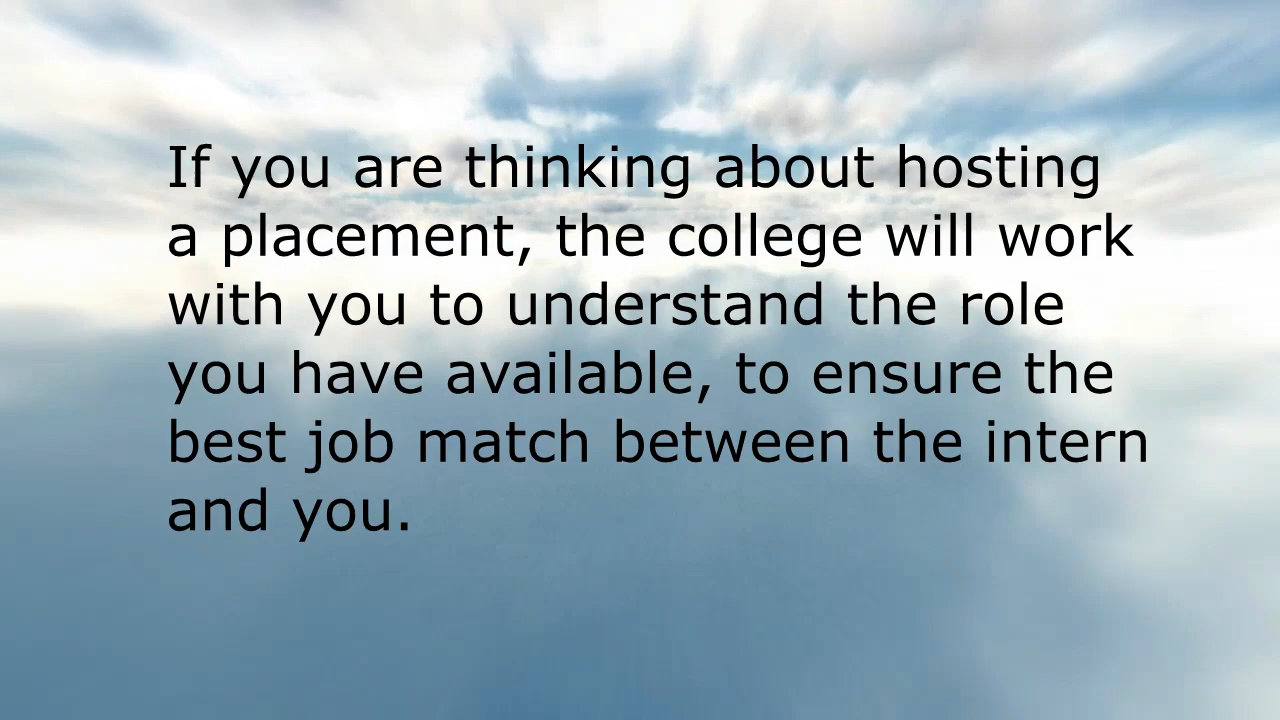 If you are thinking about hosting
a placement, the college will work
with you to understand the role
you have available, to ensure the
best job match between the intern
and you.